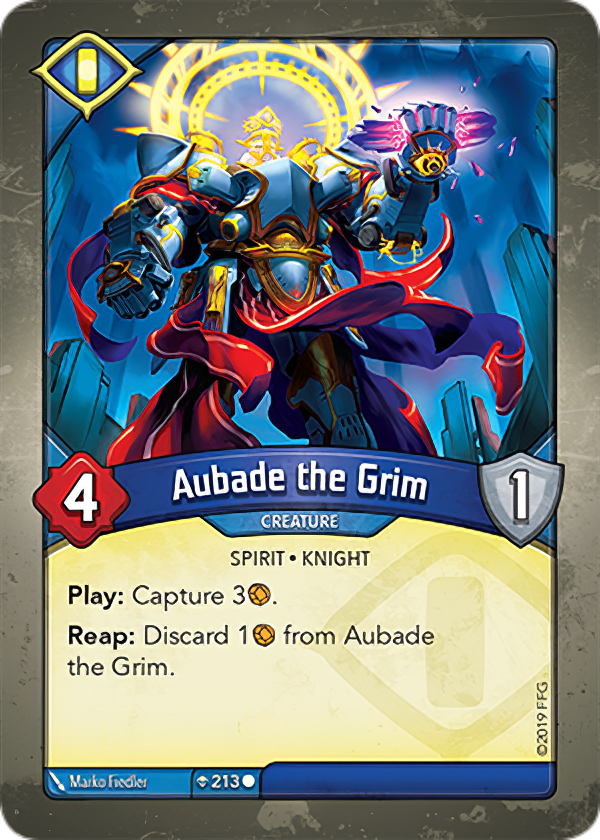 4
Aubade the Grim
1
CREATURE
SPIRIT • KNIGHT
Play: Capture 3.
Reap: Discard 1 from Aubade
the Grim.
©2019 FFG
Marko Fiedler
213